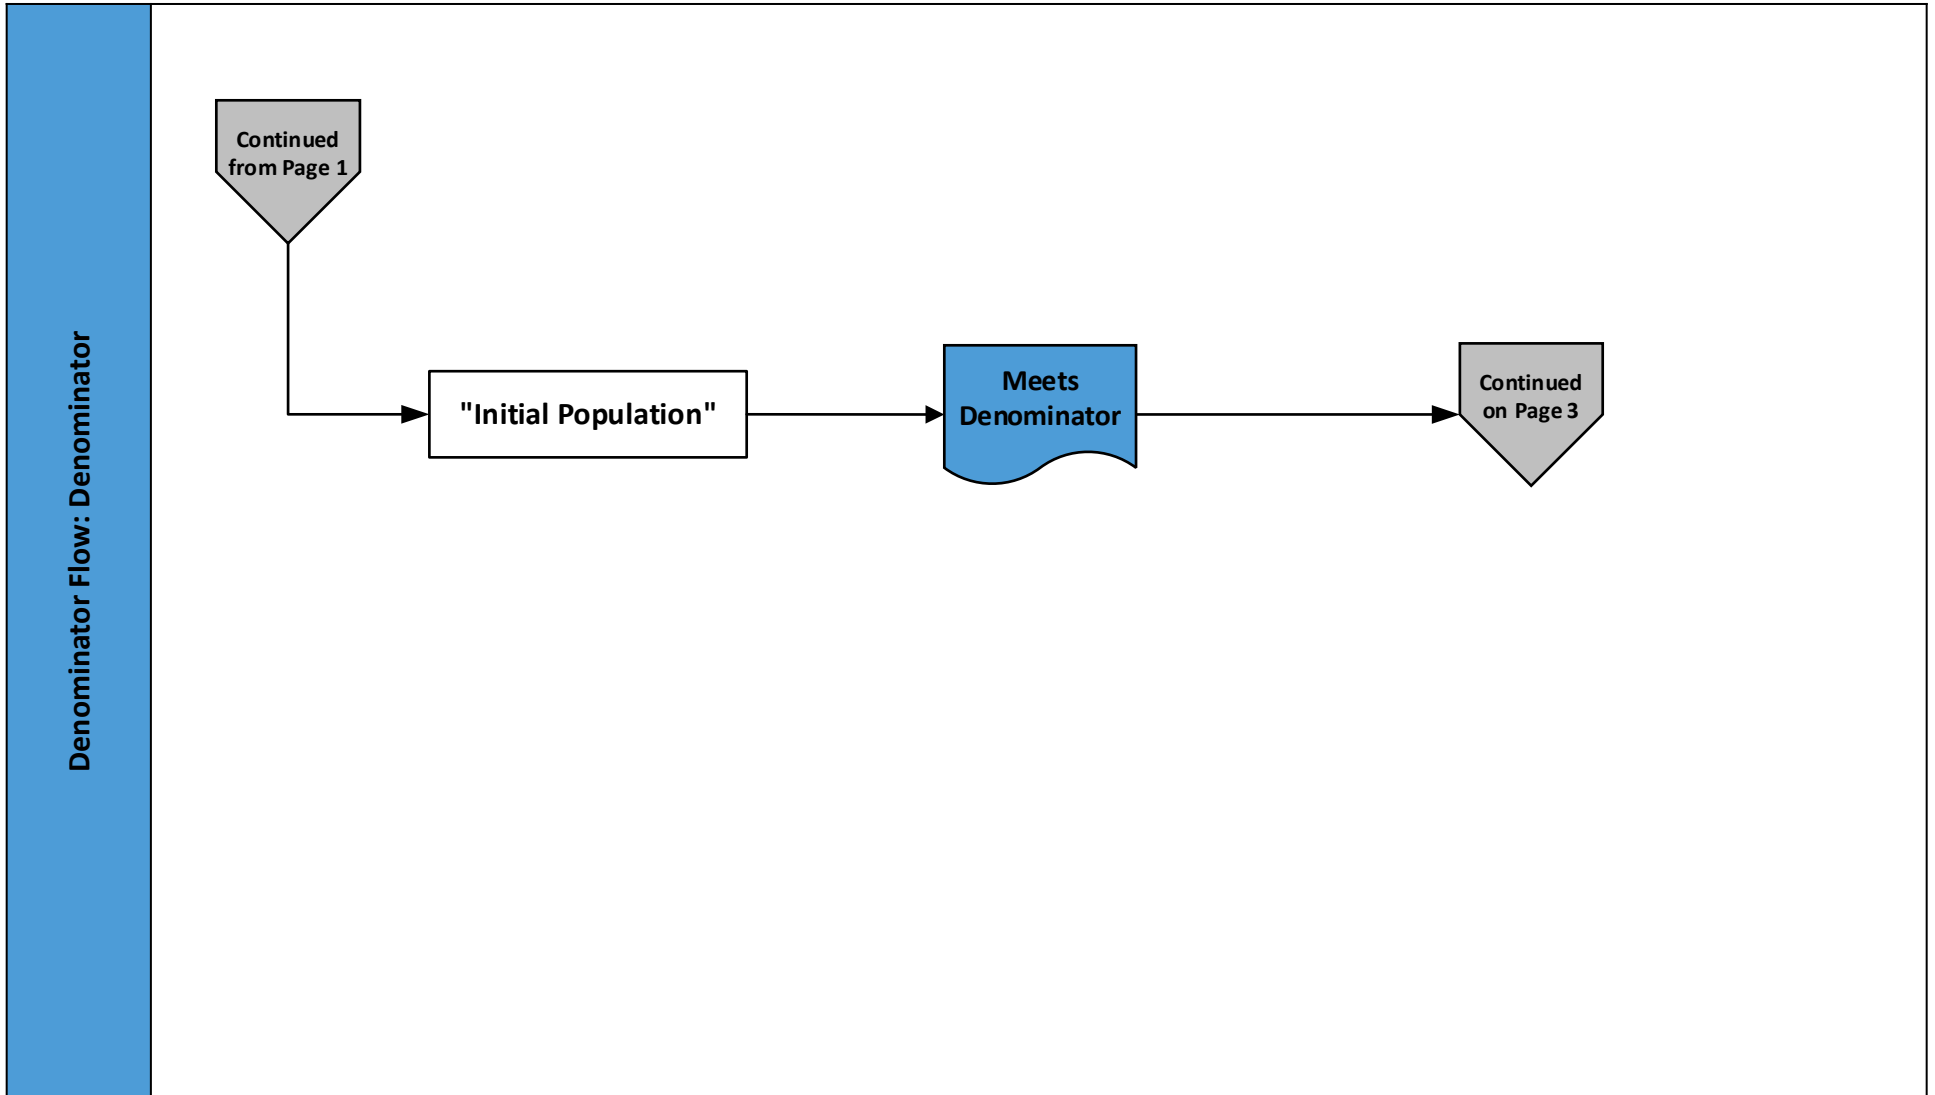 Denominator Flow: Denominator
Continued
from Page 1
"Initial Population"
Meets
Denominator
Continued
on Page 3